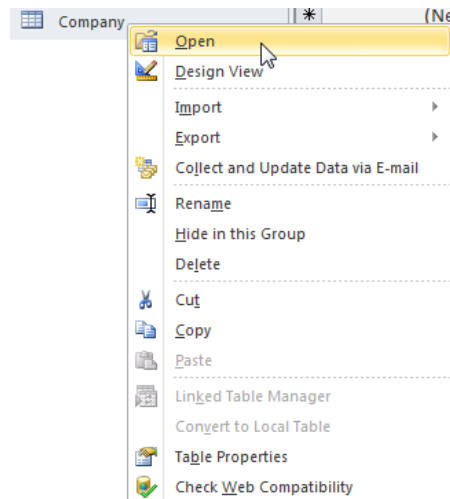 Company
* (Ne
Open
Design View
Import
Export
Collect and Update Data via E-mail
Rename
Hide in this Group
Delete
Cut
Copy
Paste
Linked Table Manager
Convert to Local Table
Table Properties
Check Web Compatibility